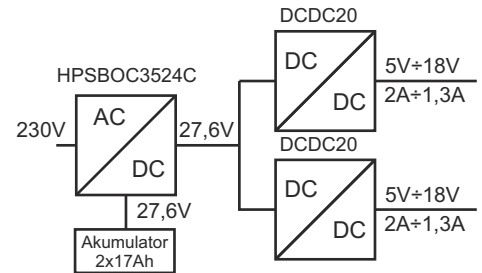 DCDC20
HPSBOC3524C
DC
DC
5V÷18V
2A÷1,3A
230V
AC
DC
27,6V
DCDC20
27,6V
DC
DC
5V÷18V
2A÷1,3A
Akumulator
2x17Ah